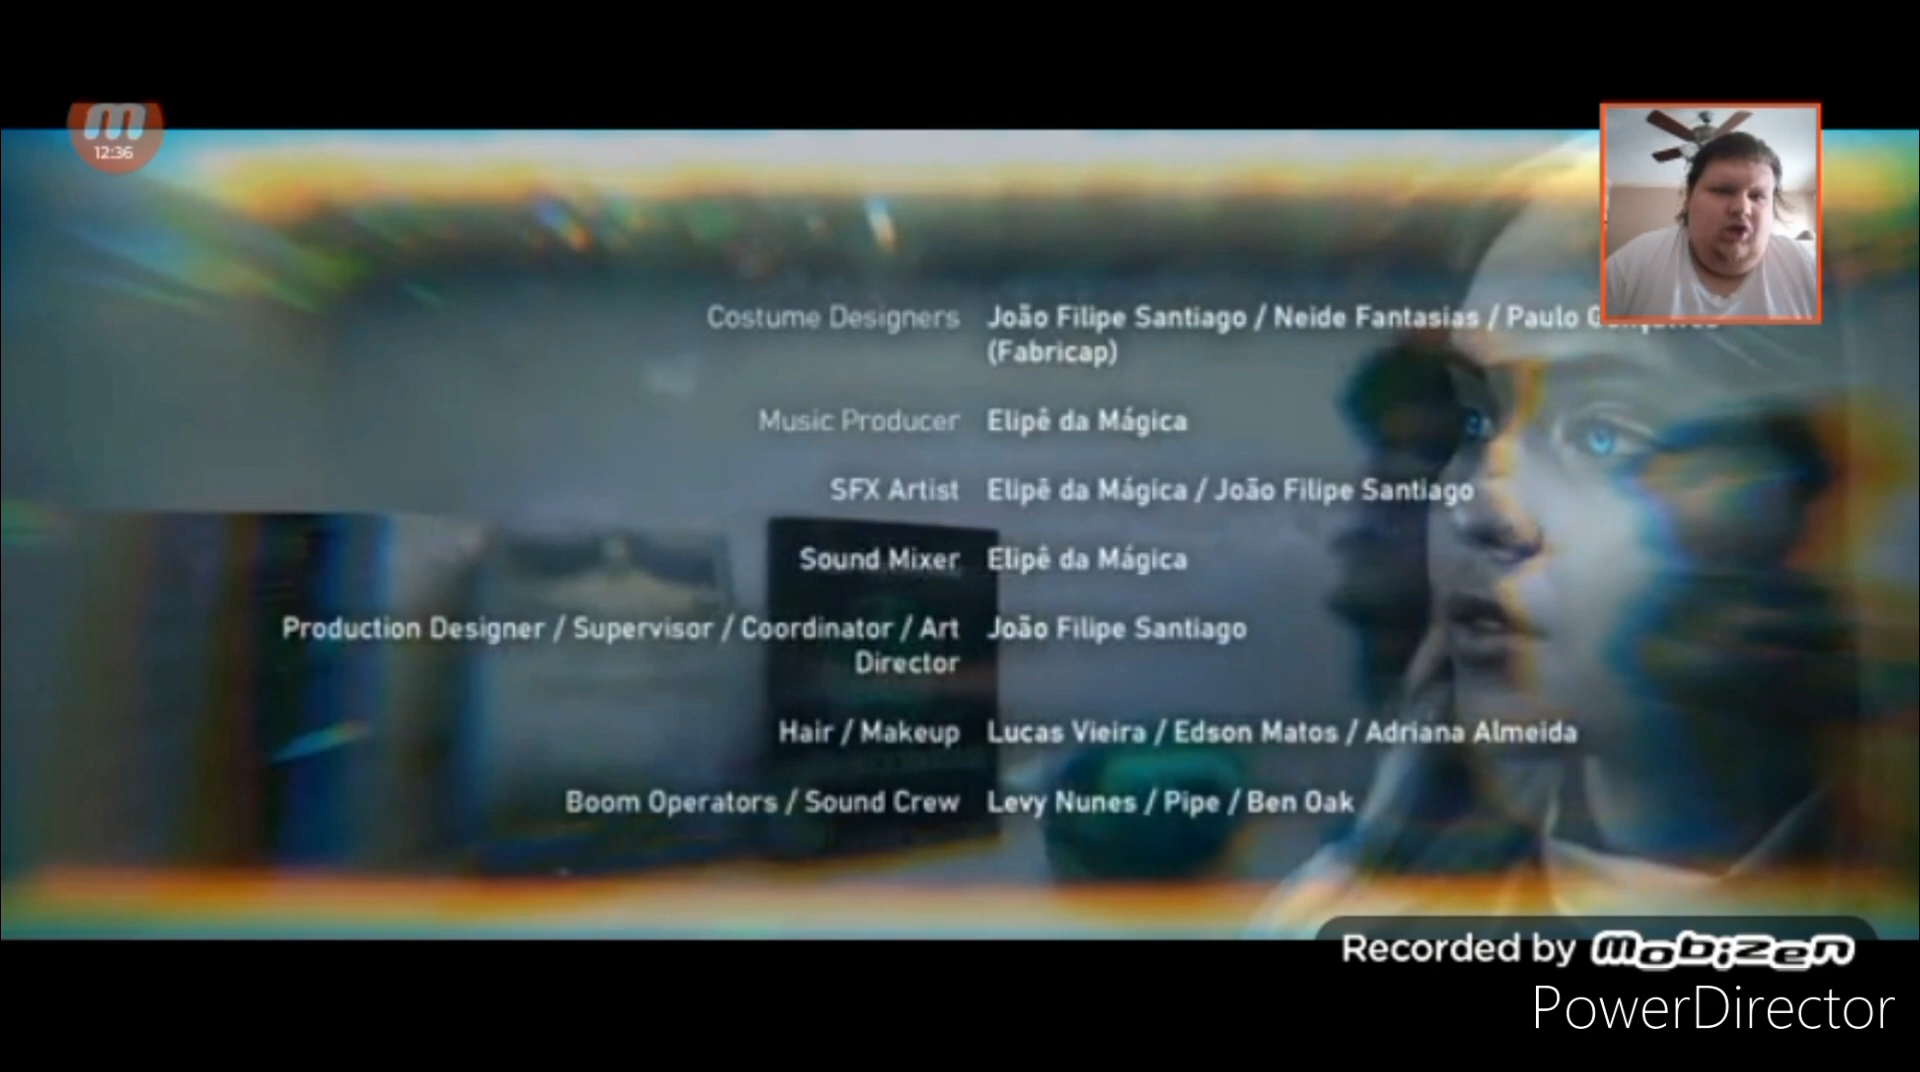 m
12:36
Costume Designers João Filipe Santiago / Neide Fantasias / Paulo
(Fabricap)
Music Producer Elipê da Mágica
SFX Artist Elipê da Mágica / João Filipe Santiago
Sound Mixer Elipê da Mágica
Production Designer / Supervisor / Coordinator / Art João Filipe Santiago
Director
Hair / Makeup Lucas Vieira / Edson Matos / Adriana Almeida
Boom Operators / Sound Crew Levy Nunes / Pipe / Ben Oak
Recorded by mobizen
PowerDirector